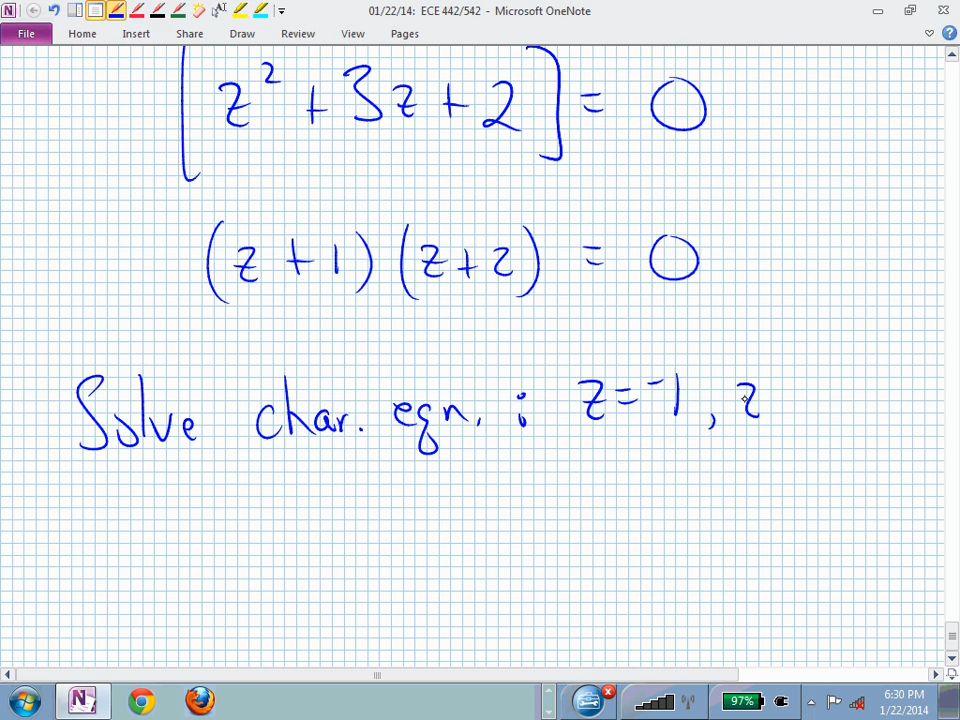 01/22/14: ECE 442/542 - Microsoft OneNote
File Home Insert Share Draw Review View Pages
[z² + 3z + 2] = 0
(z + 1) (z + 2) = 0
Solve char. eqn. : z = -1, z
97% 6:30 PM
1/22/2014